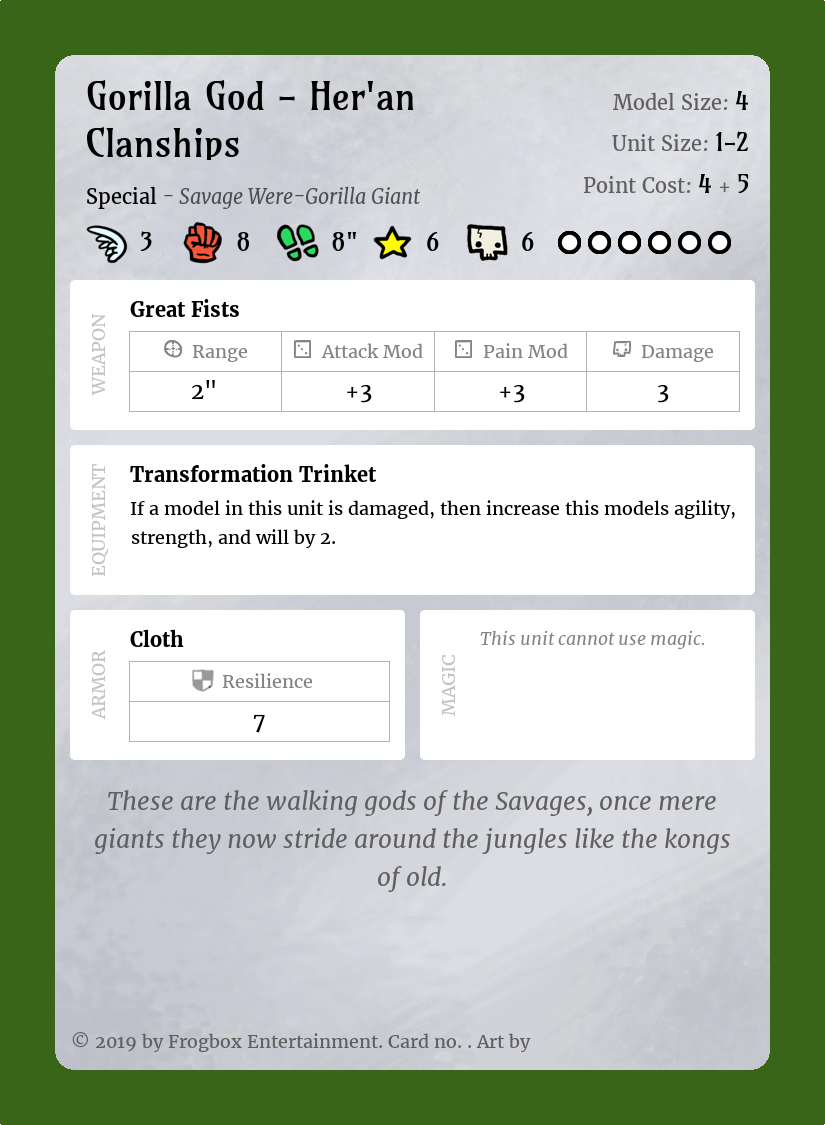 Gorilla God – Her'an
Clanships
Model Size: 4
Unit Size: 1–2
Point Cost: 4 + 5
Special – Savage Were-Gorilla Giant
3 8 8" 6 6
WEAPON
Great Fists
Range Attack Mod Pain Mod Damage
2" +3 +3 3
EQUIPMENT
Transformation Trinket
If a model in this unit is damaged, then increase this models agility,
strength, and will by 2.
ARMOR
Cloth
Resilience
7
MAGIC
This unit cannot use magic.
These are the walking gods of the Savages, once mere
giants they now stride around the jungles like the kongs
of old.
© 2019 by Frogbox Entertainment. Card no. . Art by